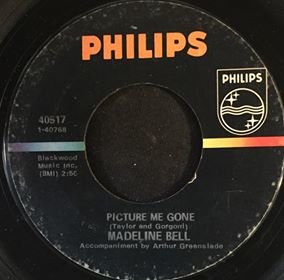 PHILIPS
PHILIPS
40517
1-40768
Blackwood
Music Inc.
(BMI) 2:50
PICTURE ME GONE
(Taylor and Gorgoni)
MADELINE BELL
Accompaniment by Arthur Greenslade